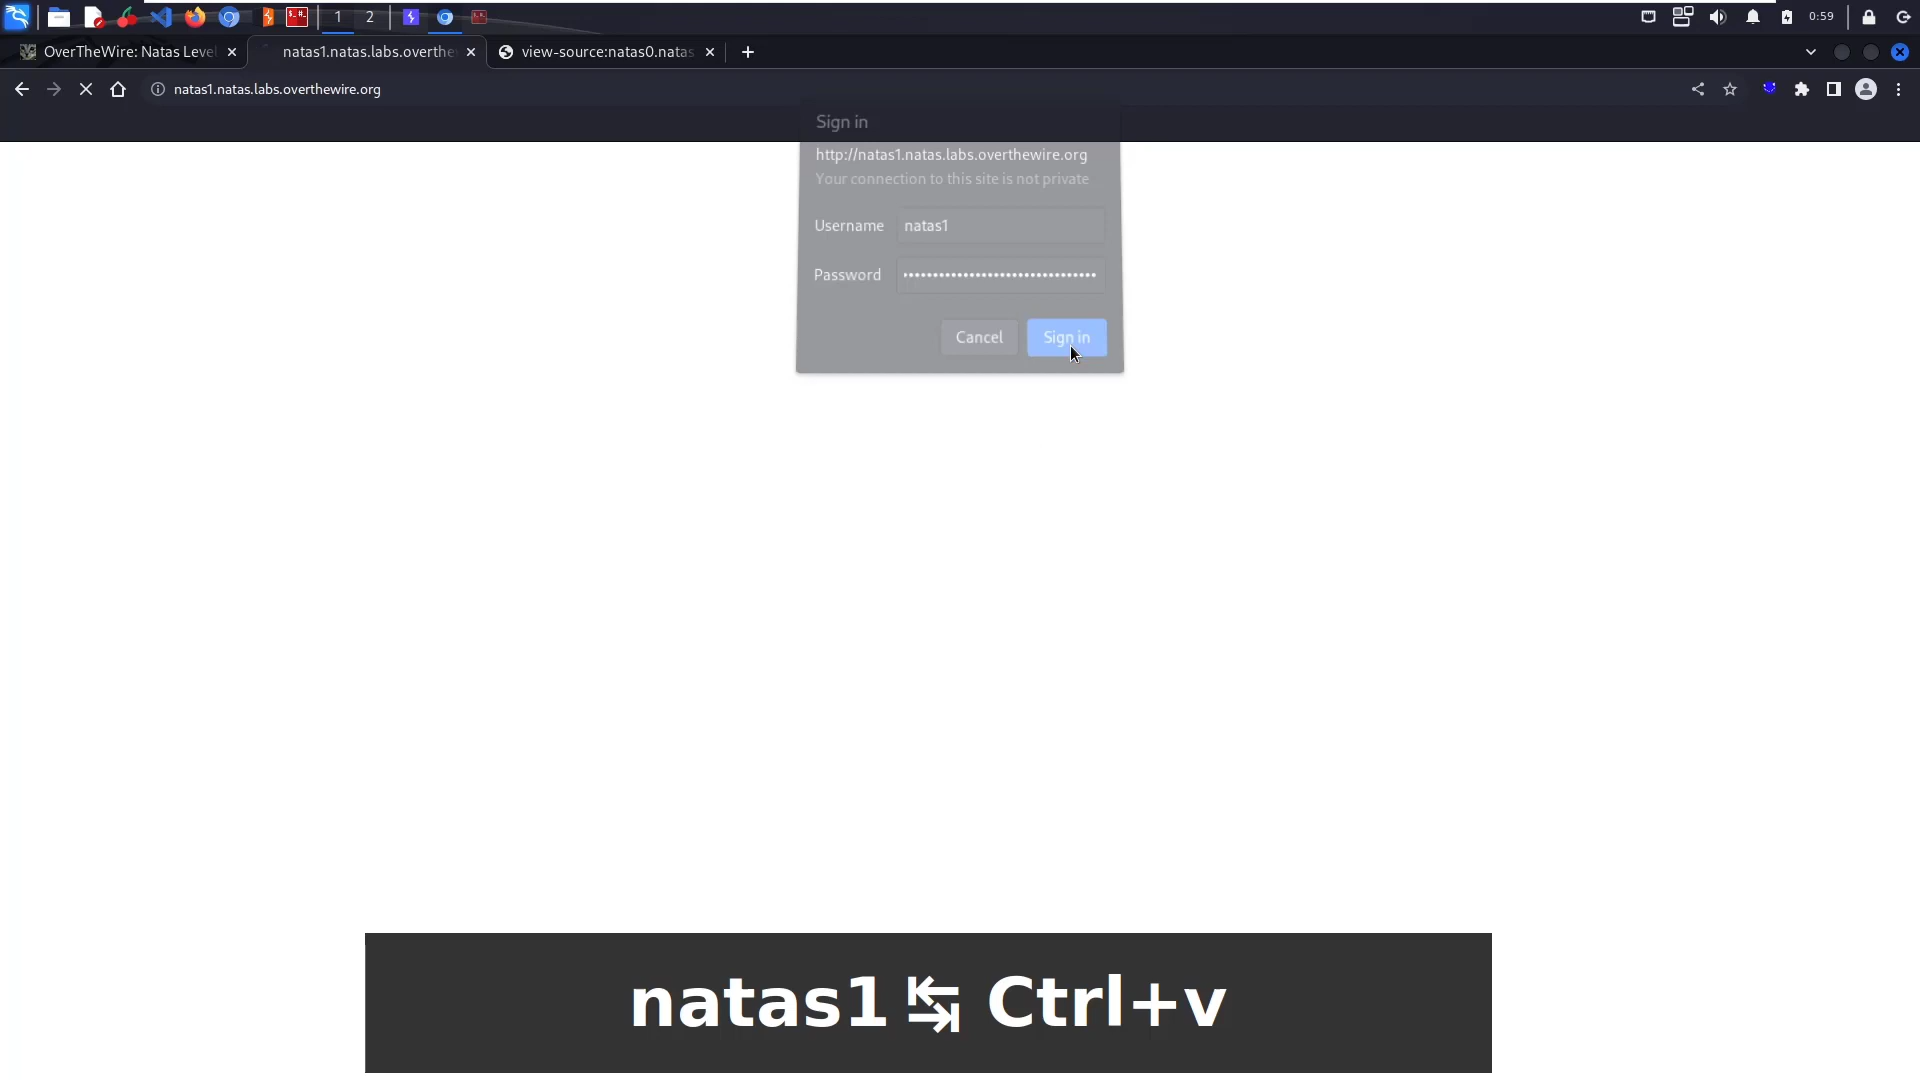 1 2 0:59
OverTheWire: Natas Leve natas1.natas.labs.overthe view-source:natas0.natas
natas1.natas.labs.overthewire.org
Sign in
http://natas1.natas.labs.overthewire.org
Your connection to this site is not private
Username natas1
Password ••••••••••••••••••••••••••••••••
Cancel Sign in
natas1 ↹ Ctrl+v